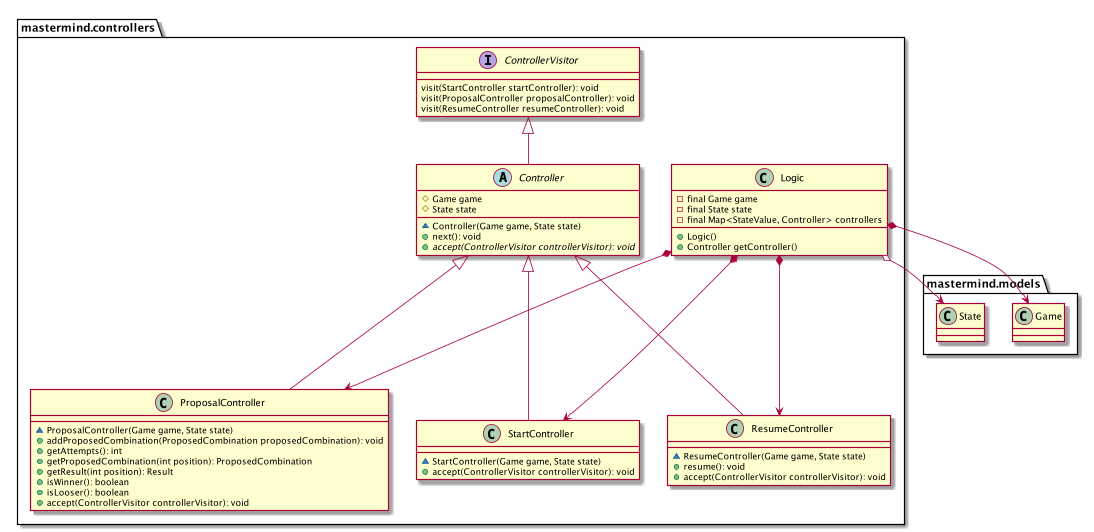 mastermind.controllers
I ControllerVisitor
visit(StartController startController): void
visit(ProposalController proposalController): void
visit(ResumeController resumeController): void
A Controller
Game game
State state
Controller(Game game, State state)
next(): void
accept(ControllerVisitor controllerVisitor): void
C Logic
final Game game
final State state
final Map<StateValue, Controller> controllers
Logic()
Controller getController()
mastermind.models
C State
C Game
C ProposalController
ProposalController(Game game, State state)
addProposedCombination(ProposedCombination proposedCombination): void
getAttempts(): int
getProposedCombination(int position): ProposedCombination
getResult(int position): Result
isWinner(): boolean
isLooser(): boolean
accept(ControllerVisitor controllerVisitor): void
C StartController
StartController(Game game, State state)
accept(ControllerVisitor controllerVisitor): void
C ResumeController
ResumeController(Game game, State state)
resume(): void
accept(ControllerVisitor controllerVisitor): void